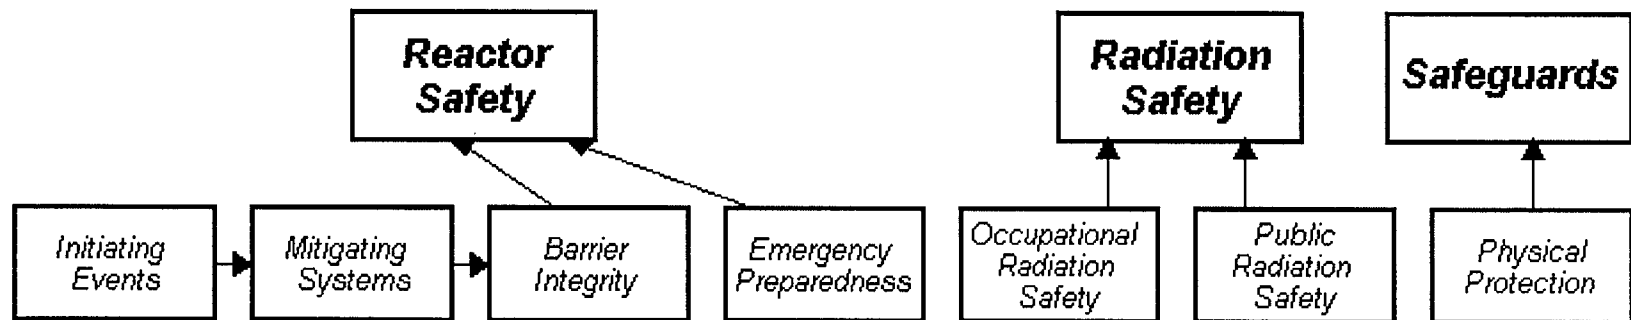 Reactor
Safety
Radiation
Safety
Safeguards
Initiating
Events
Mitigating
Systems
Barrier
Integrity
Emergency
Preparedness
Occupational
Radiation
Safety
Public
Radiation
Safety
Physical
Protection